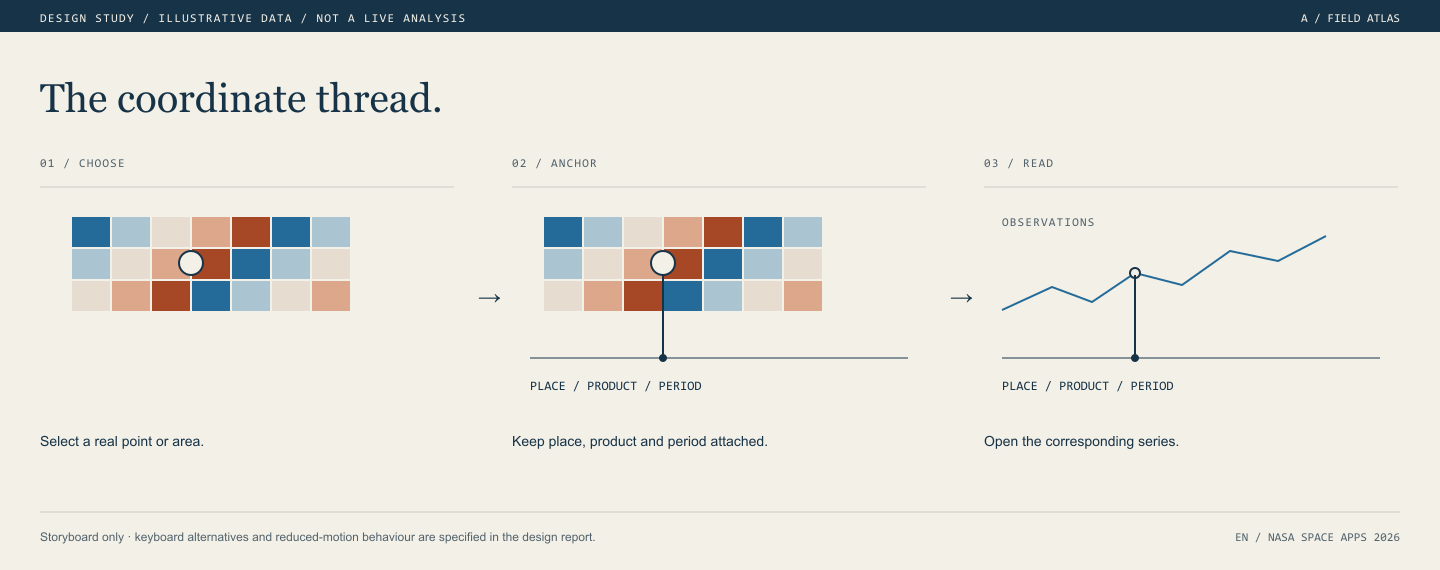 DESIGN STUDY / ILLUSTRATIVE DATA / NOT A LIVE ANALYSIS
A / FIELD ATLAS
The coordinate thread.
01 / CHOOSE
02 / ANCHOR
03 / READ
OBSERVATIONS
→
→
PLACE / PRODUCT / PERIOD
PLACE / PRODUCT / PERIOD
Select a real point or area.
Keep place, product and period attached.
Open the corresponding series.
Storyboard only · keyboard alternatives and reduced-motion behaviour are specified in the design report.
EN / NASA SPACE APPS 2026